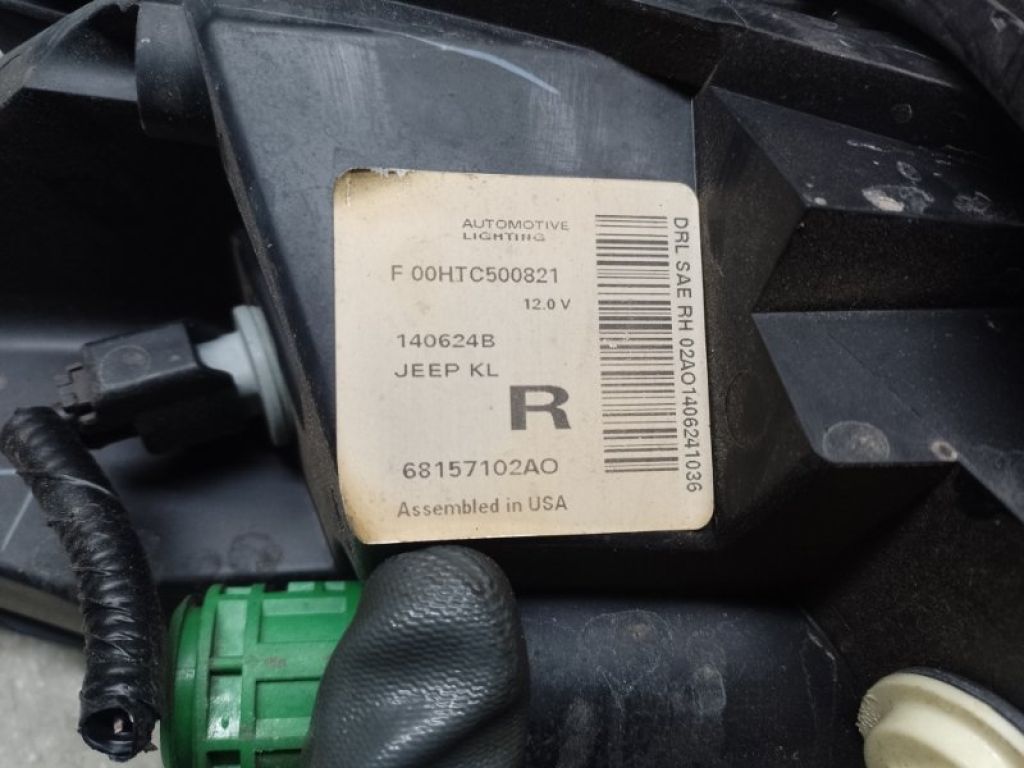 AUTOMOTIVE
LIGHTING
F 00HTC500821
12.0 V
140624B
JEEP KL
R
68157102AO
Assembled in USA
DRL SAE RH 02AO1406241036